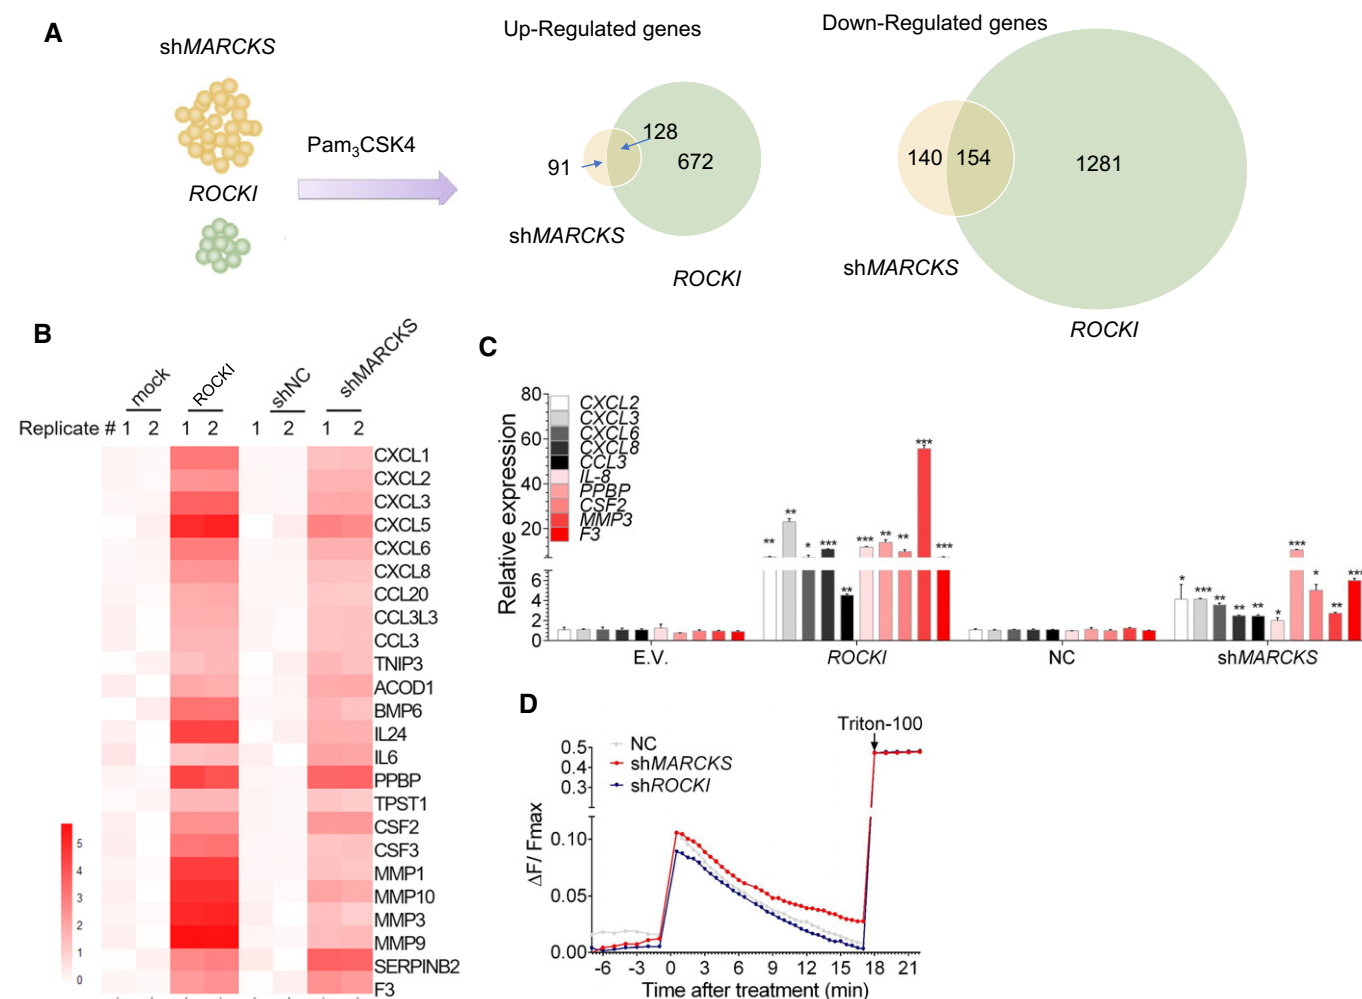 A
shMARCKS
ROCKI
Pam3CSK4
Up-Regulated genes
91
128
672
shMARCKS
ROCKI
Down-Regulated genes
140
154
1281
shMARCKS
ROCKI
B
mock
ROCKI
shNC
shMARCKS
Replicate # 1 2 1 2 1 2 1 2
CXCL1
CXCL2
CXCL3
CXCL5
CXCL6
CXCL8
CCL20
CCL3L3
CCL3
TNIP3
ACOD1
BMP6
IL24
IL6
PPBP
TPST1
CSF2
CSF3
MMP1
MMP10
MMP3
MMP9
SERPINB2
F3
5
4
3
2
1
0
C
Relative expression
80
60
40
20
6
4
2
0
CXCL2
CXCL3
CXCL6
CXCL8
CCL3
IL-8
PPBP
CSF2
MMP3
F3
** ** * *** ** *** ** ** *** ***
* *** ** ** ** * *** * ** ***
E.V. ROCKI NC shMARCKS
D
Triton-100
NC
shMARCKS
shROCKI
ΔF/ Fmax
0.5
0.4
0.3
0.10
0.05
0.00
-6 -3 0 3 6 9 12 15 18 21
Time after treatment (min)